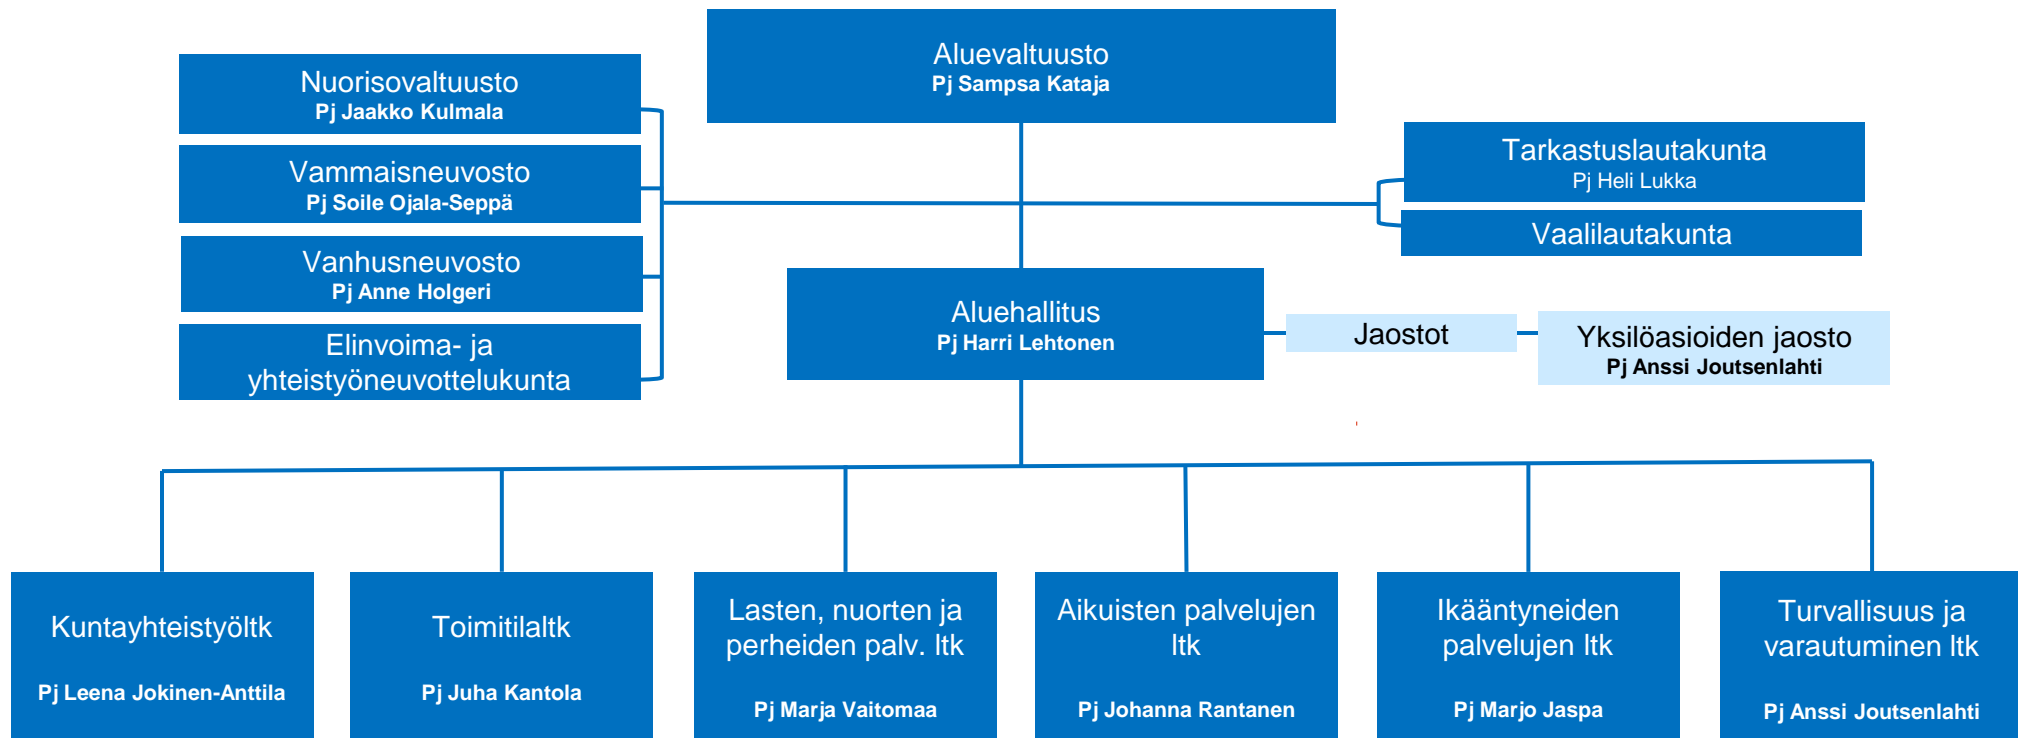 Aluevaltuusto
Pj Sampsa Kataja
Nuorisovaltuusto
Pj Jaakko Kulmala
Vammaisneuvosto
Pj Soile Ojala-Seppä
Vanhusneuvosto
Pj Anne Holgeri
Elinvoima- ja
yhteistyöneuvottelukunta
Tarkastuslautakunta
Pj Heli Lukka
Vaalilautakunta
Aluehallitus
Pj Harri Lehtonen
Jaostot
Yksilöasioiden jaosto
Pj Anssi Joutsenlahti
Kuntayhteistyöltk
Pj Leena Jokinen-Anttila
Toimitilaltk
Pj Juha Kantola
Lasten, nuorten ja
perheiden palv. ltk
Pj Marja Vaitomaa
Aikuisten palvelujen
ltk
Pj Johanna Rantanen
Ikääntyneiden
palvelujen ltk
Pj Marjo Jaspa
Turvallisuus ja
varautuminen ltk
Pj Anssi Joutsenlahti